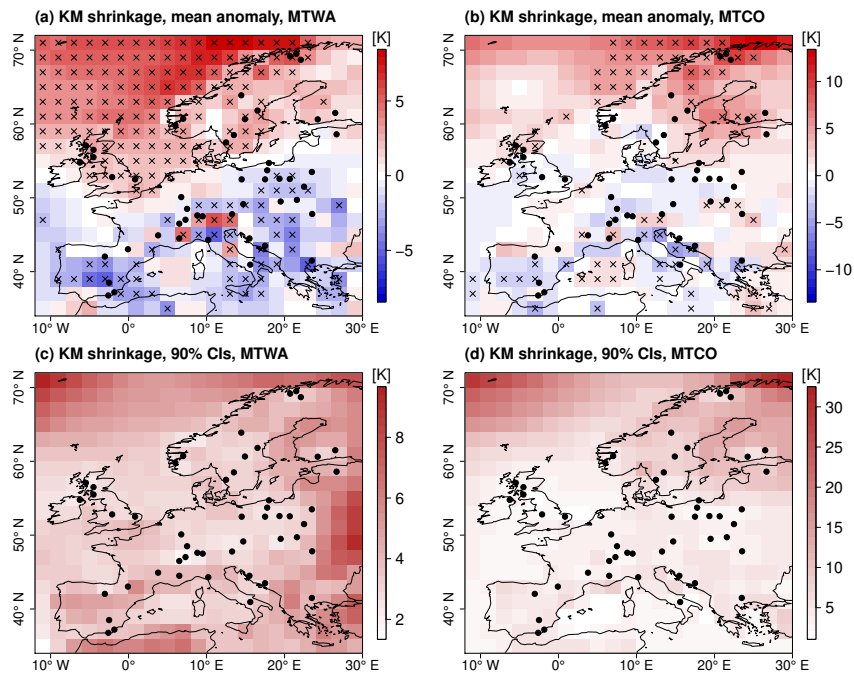 (a) KM shrinkage, mean anomaly, MTWA
[K]
70° N
60° N
50° N
40° N
10° W
0°
10° E
20° E
30° E
5
0
−5
(b) KM shrinkage, mean anomaly, MTCO
[K]
70° N
60° N
50° N
40° N
10° W
0°
10° E
20° E
30° E
10
5
0
−5
−10
(c) KM shrinkage, 90% CIs, MTWA
[K]
70° N
60° N
50° N
40° N
10° W
0°
10° E
20° E
30° E
8
6
4
2
(d) KM shrinkage, 90% CIs, MTCO
[K]
70° N
60° N
50° N
40° N
10° W
0°
10° E
20° E
30° E
30
25
20
15
10
5